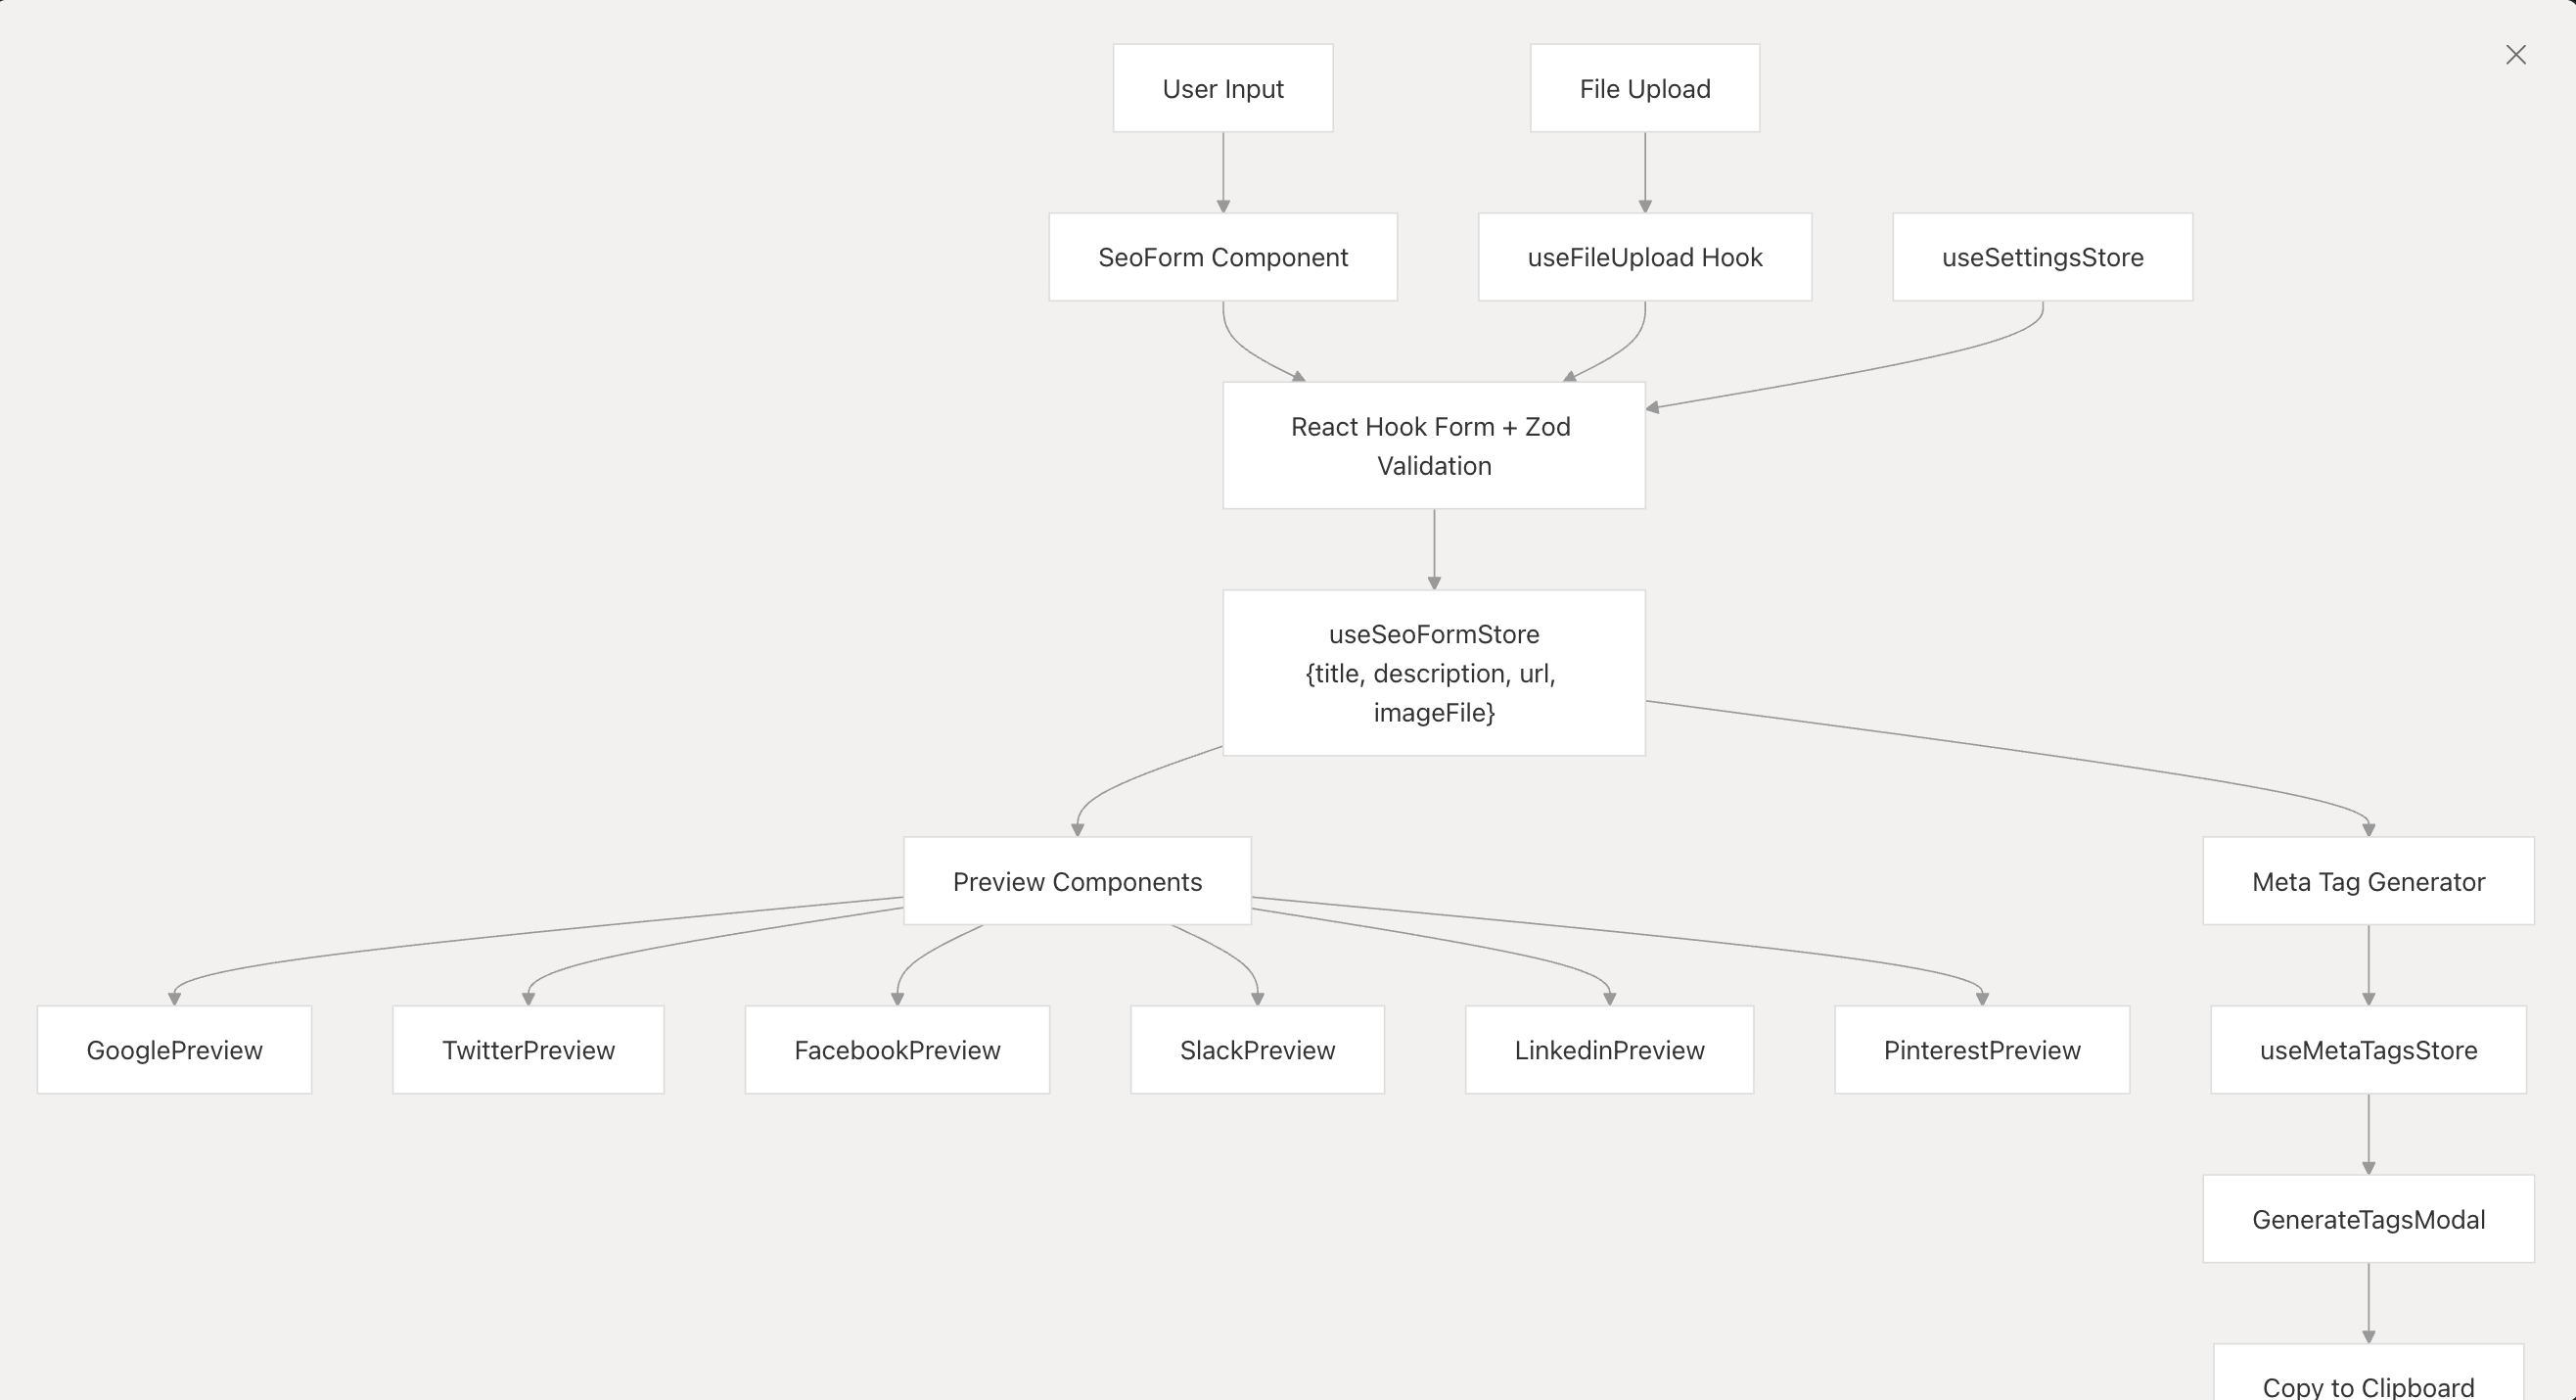 User Input
File Upload
SeoForm Component
useFileUpload Hook
useSettingsStore
React Hook Form + Zod
Validation
useSeoFormStore
{title, description, url,
imageFile}
Preview Components
Meta Tag Generator
GooglePreview
TwitterPreview
FacebookPreview
SlackPreview
LinkedinPreview
PinterestPreview
useMetaTagsStore
GenerateTagsModal
Copy to Clipboard